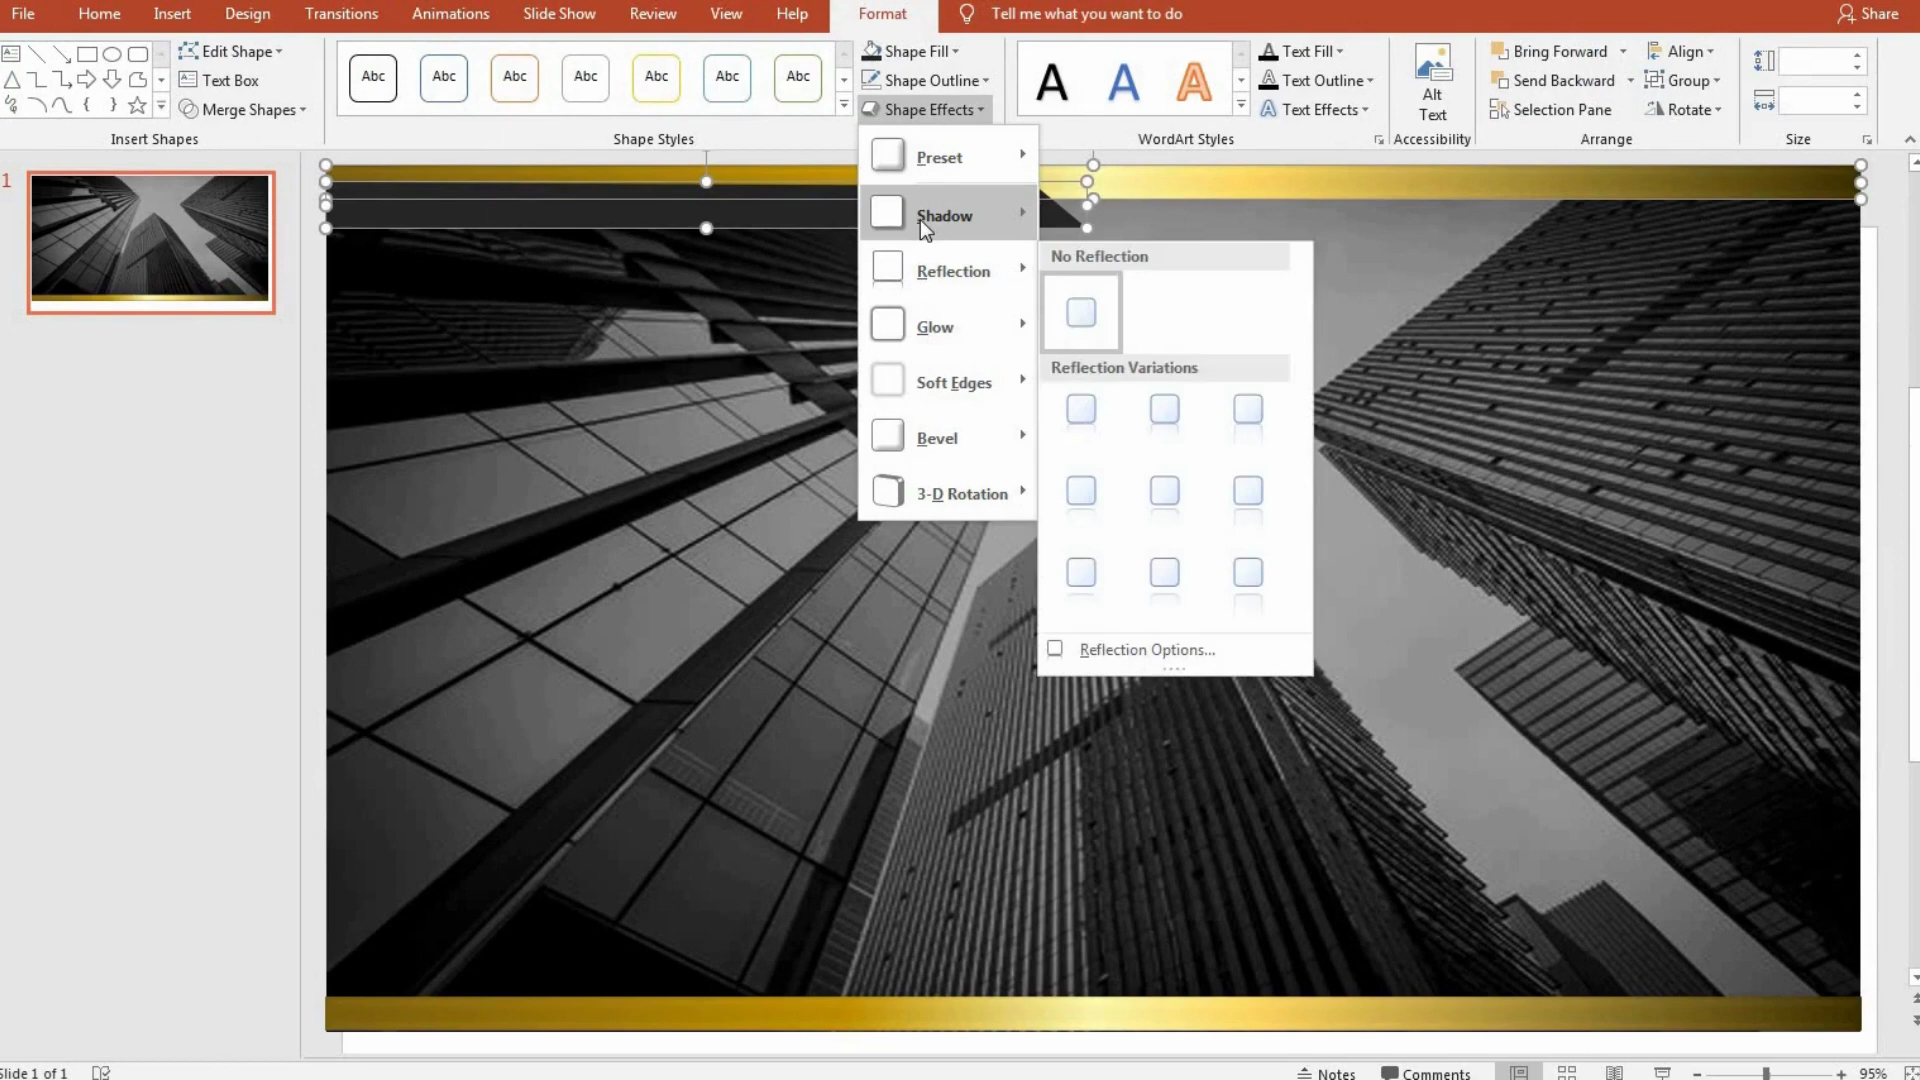 File Home Insert Design Transitions Animations Slide Show Review View Help Format Tell me what you want to do Share
Edit Shape
Text Box
Merge Shapes
Insert Shapes
Abc Abc Abc Abc Abc Abc Abc
Shape Styles
Shape Fill
Shape Outline
Shape Effects
A A A
WordArt Styles
Text Fill
Text Outline
Text Effects
Alt
Text
Accessibility
Bring Forward
Send Backward
Selection Pane
Align
Group
Rotate
Arrange
Size
1
Preset
Shadow
Reflection
Glow
Soft Edges
Bevel
3-D Rotation
No Reflection
Reflection Variations
Reflection Options...
Slide 1 of 1
Notes Comments 95%